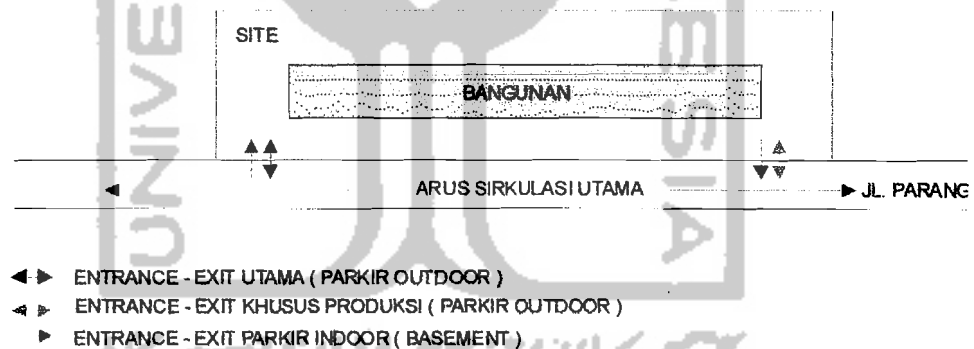 SITE
BANGUNAN
ARUS SIRKULASI UTAMA
JL. PARANG
ENTRANCE - EXIT UTAMA ( PARKIR OUTDOOR )
ENTRANCE - EXIT KHUSUS PRODUKSI ( PARKIR OUTDOOR )
ENTRANCE - EXIT PARKIR INDOOR ( BASEMENT )